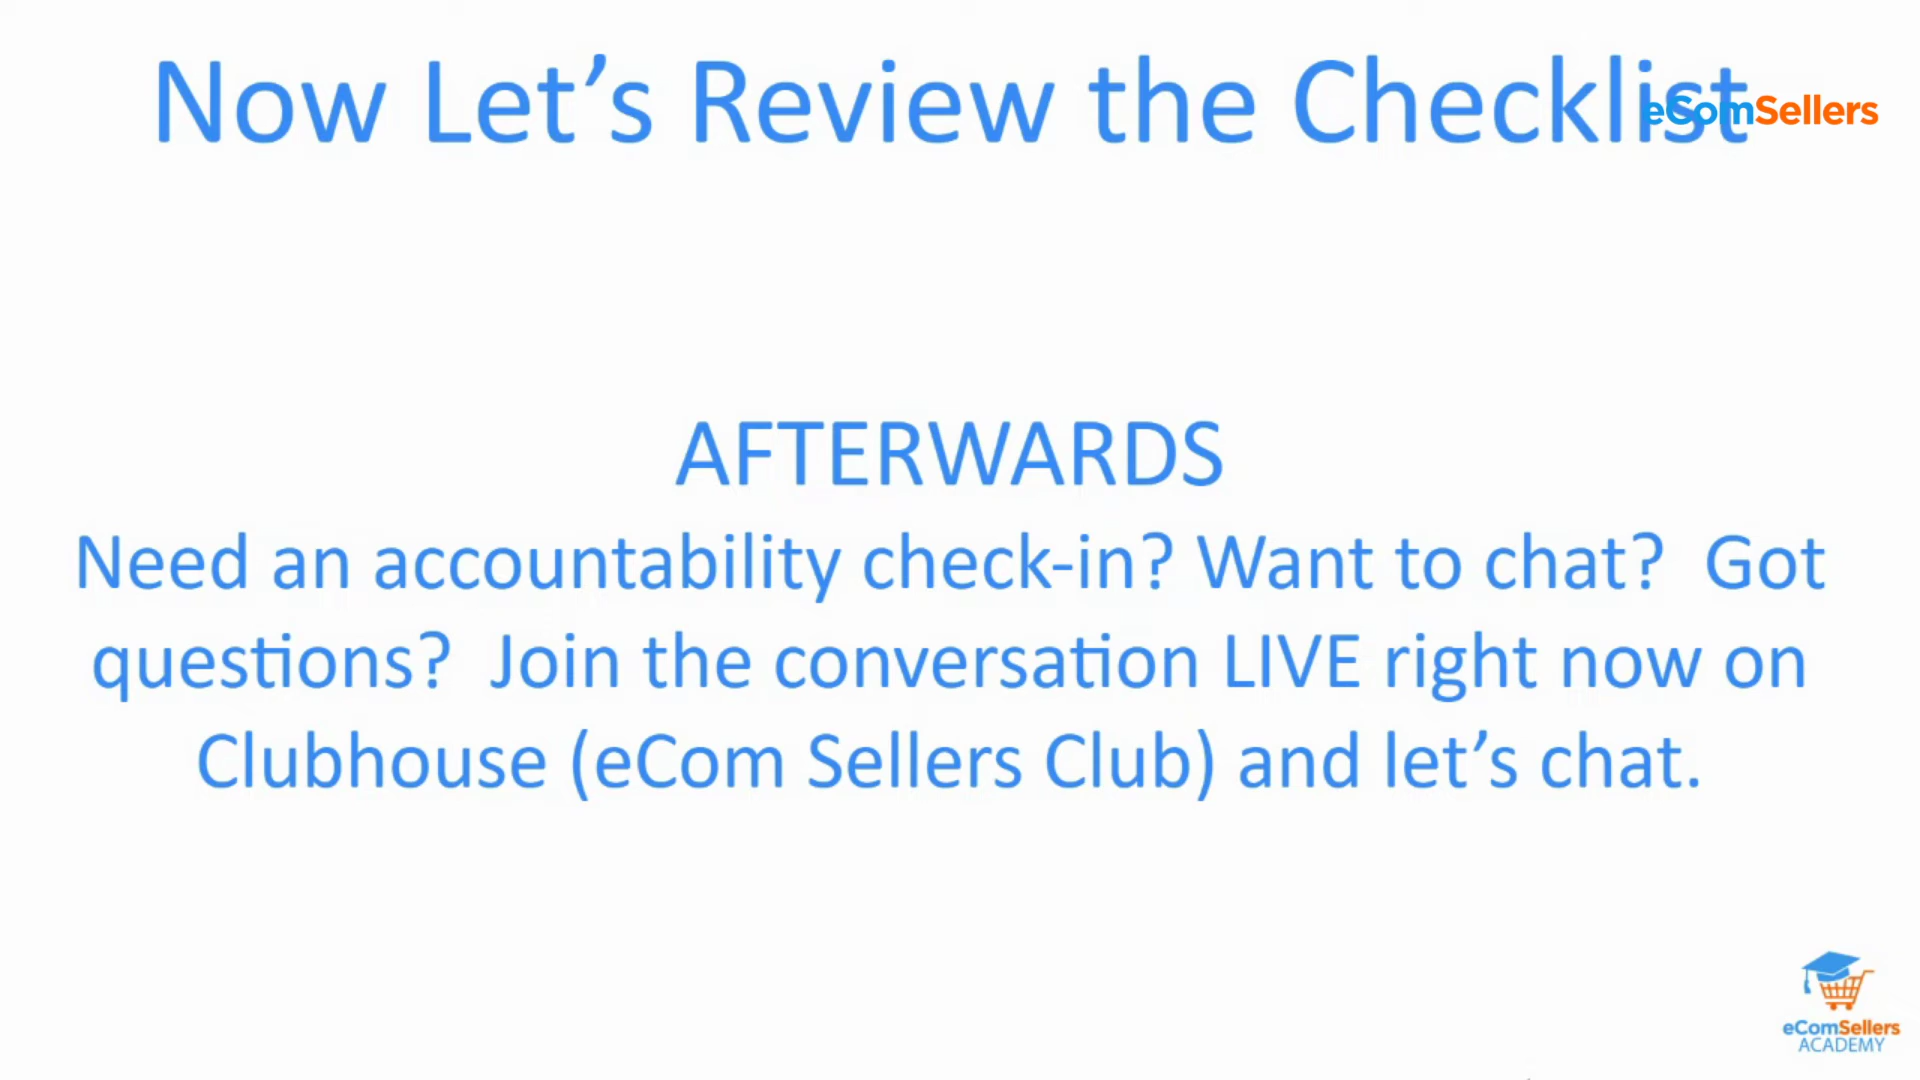 Now Let’s Review the Checklist
eComSellers
AFTERWARDS
Need an accountability check-in? Want to chat?  Got
questions?  Join the conversation LIVE right now on
Clubhouse (eCom Sellers Club) and let’s chat.
eComSellers
ACADEMY